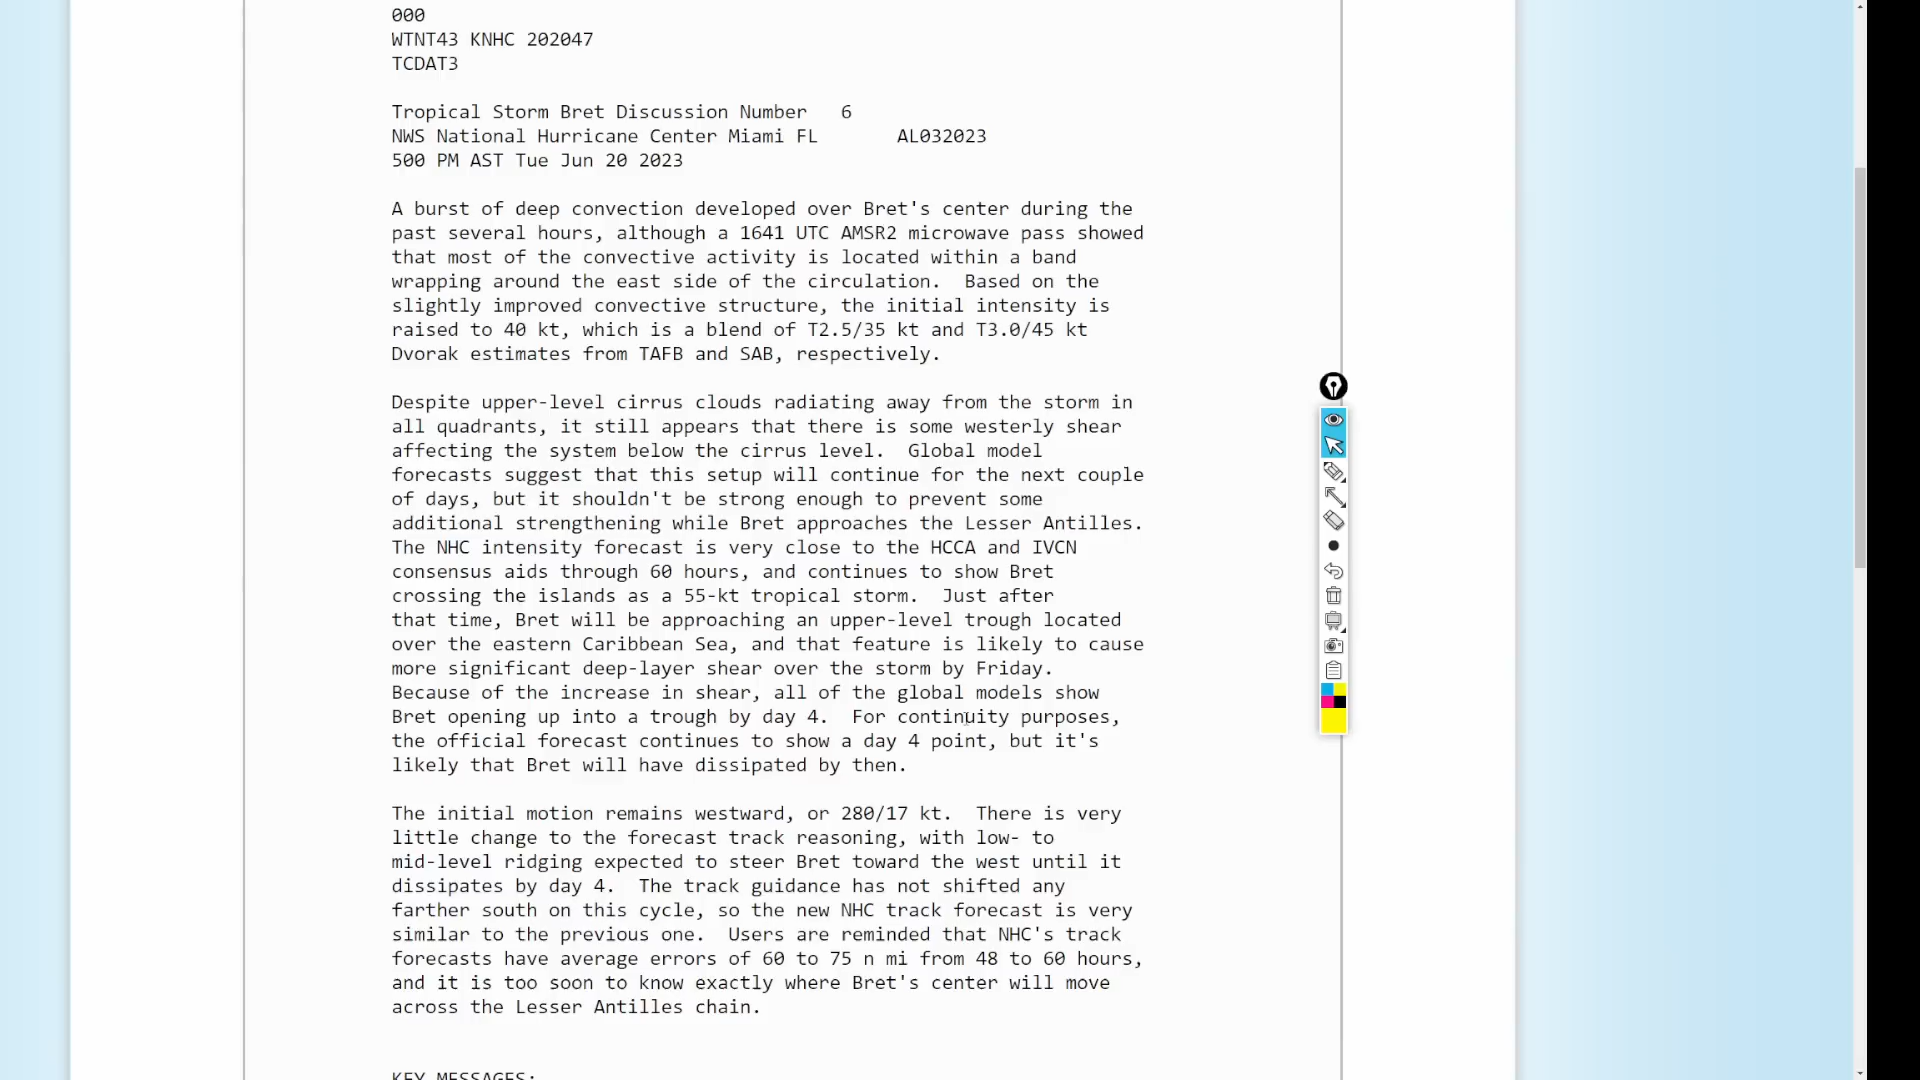 000
WTNT43 KNHC 202047
TCDAT3
Tropical Storm Bret Discussion Number   6
NWS National Hurricane Center Miami FL       AL032023
500 PM AST Tue Jun 20 2023
A burst of deep convection developed over Bret's center during the
past several hours, although a 1641 UTC AMSR2 microwave pass showed
that most of the convective activity is located within a band
wrapping around the east side of the circulation.  Based on the
slightly improved convective structure, the initial intensity is
raised to 40 kt, which is a blend of T2.5/35 kt and T3.0/45 kt
Dvorak estimates from TAFB and SAB, respectively.
Despite upper-level cirrus clouds radiating away from the storm in
all quadrants, it still appears that there is some westerly shear
affecting the system below the cirrus level.  Global model
forecasts suggest that this setup will continue for the next couple
of days, but it shouldn't be strong enough to prevent some
additional strengthening while Bret approaches the Lesser Antilles.
The NHC intensity forecast is very close to the HCCA and IVCN
consensus aids through 60 hours, and continues to show Bret
crossing the islands as a 55-kt tropical storm.  Just after
that time, Bret will be approaching an upper-level trough located
over the eastern Caribbean Sea, and that feature is likely to cause
more significant deep-layer shear over the storm by Friday.
Because of the increase in shear, all of the global models show
Bret opening up into a trough by day 4.  For continuity purposes,
the official forecast continues to show a day 4 point, but it's
likely that Bret will have dissipated by then.
The initial motion remains westward, or 280/17 kt.  There is very
little change to the forecast track reasoning, with low- to
mid-level ridging expected to steer Bret toward the west until it
dissipates by day 4.  The track guidance has not shifted any
farther south on this cycle, so the new NHC track forecast is very
similar to the previous one.  Users are reminded that NHC's track
forecasts have average errors of 60 to 75 n mi from 48 to 60 hours,
and it is too soon to know exactly where Bret's center will move
across the Lesser Antilles chain.
KEY MESSAGES: